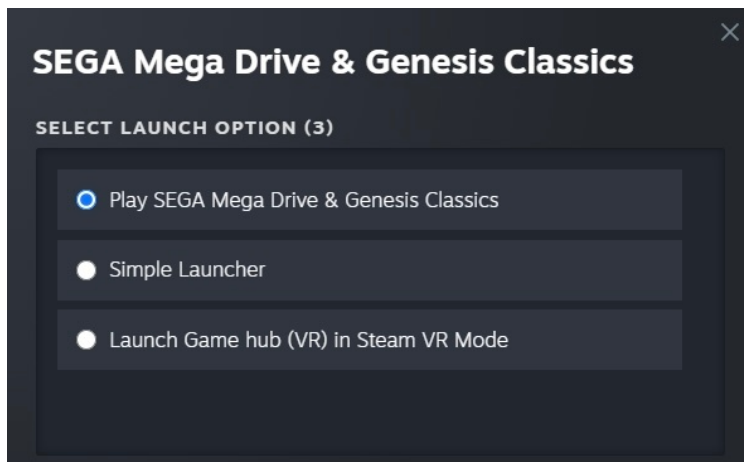 SEGA Mega Drive & Genesis Classics
SELECT LAUNCH OPTION (3)
Play SEGA Mega Drive & Genesis Classics
Simple Launcher
Launch Game hub (VR) in Steam VR Mode